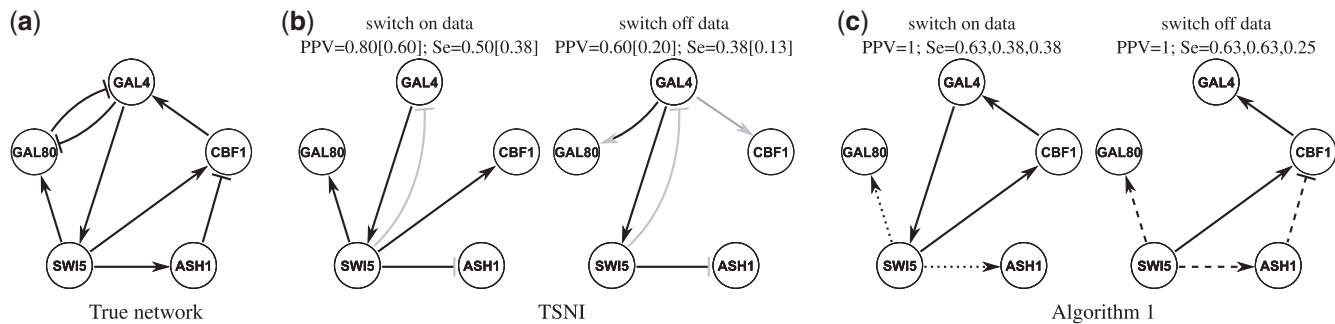 (a)
GAL4
GAL80
CBF1
SWI5
ASH1
True network
(b)
switch on data
PPV=0.80[0.60]; Se=0.50[0.38]
GAL4
GAL80
CBF1
SWI5
ASH1
switch off data
PPV=0.60[0.20]; Se=0.38[0.13]
GAL4
GAL80
CBF1
SWI5
ASH1
TSNI
(c)
switch on data
PPV=1; Se=0.63,0.38,0.38
GAL4
GAL80
CBF1
SWI5
ASH1
switch off data
PPV=1; Se=0.63,0.63,0.25
GAL4
GAL80
CBF1
SWI5
ASH1
Algorithm 1